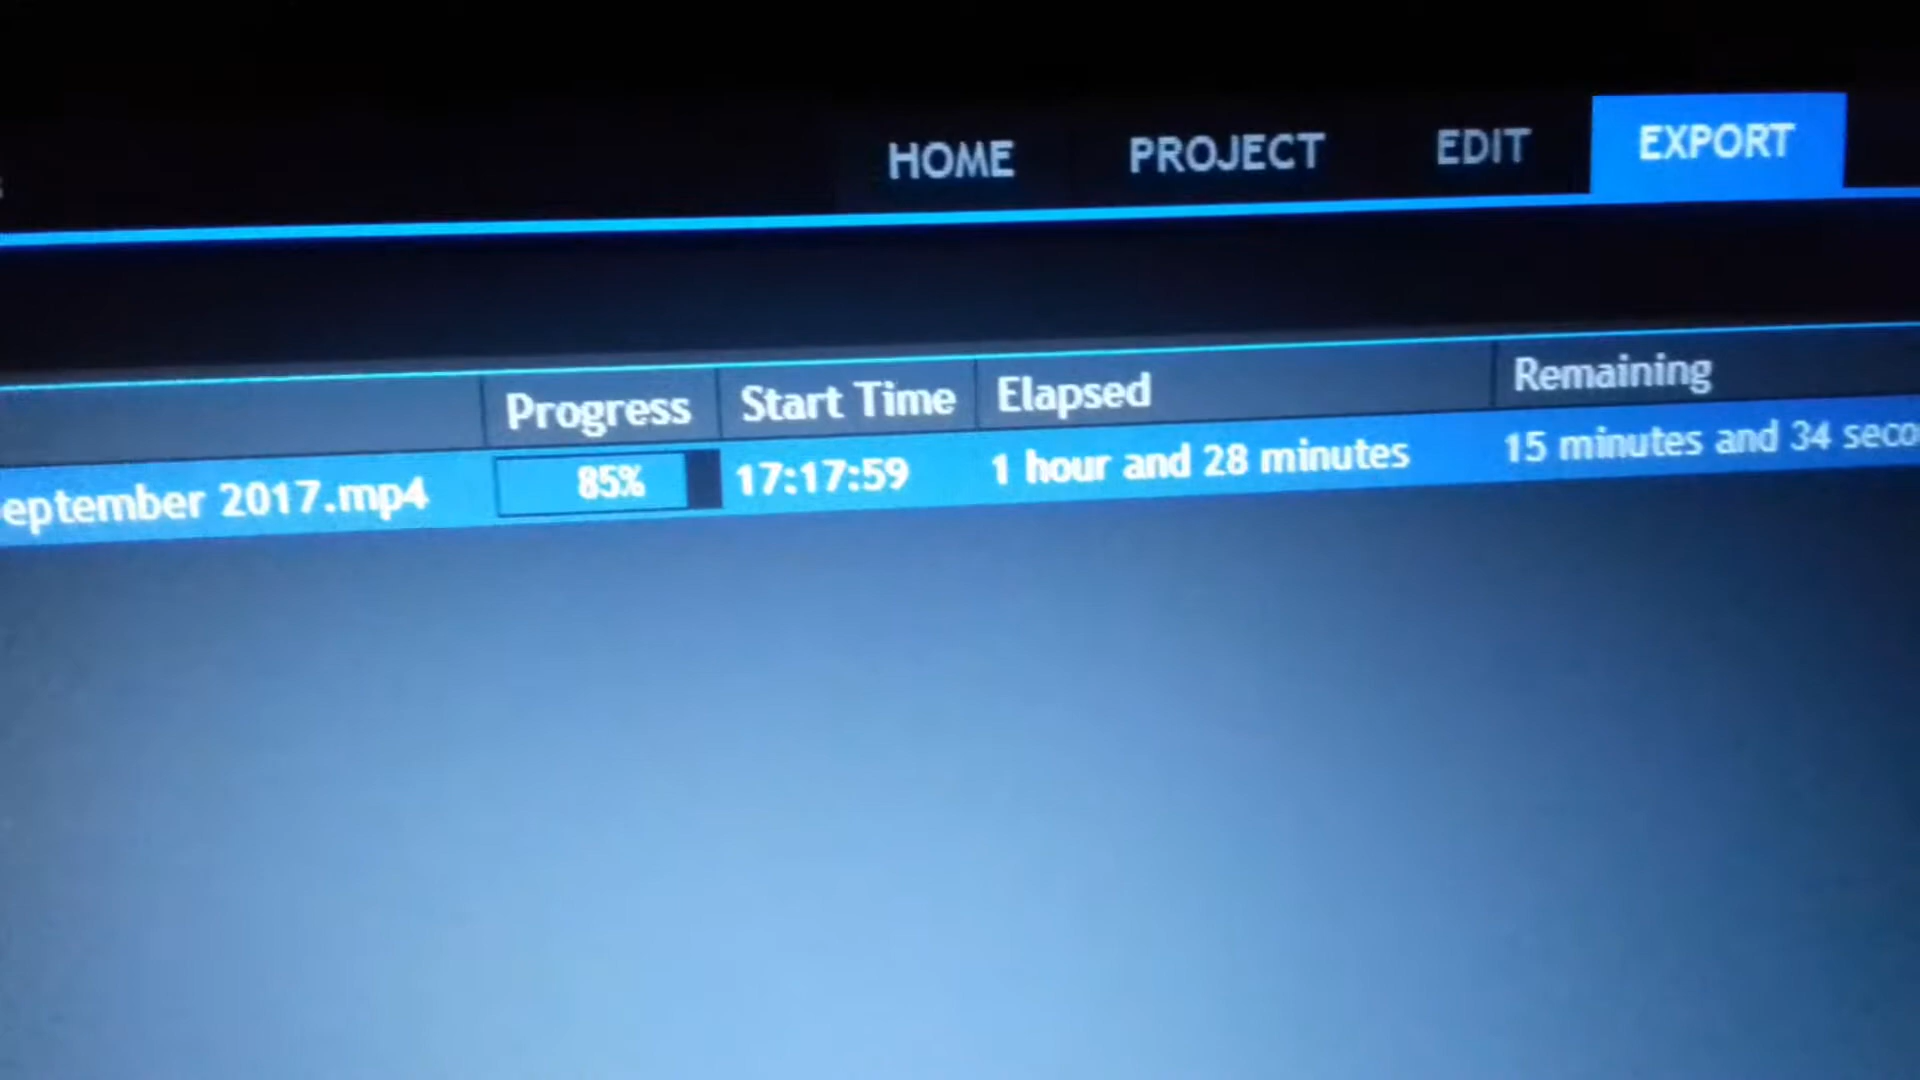 HOME PROJECT EDIT EXPORT
Progress Start Time Elapsed Remaining
eptember 2017.mp4 85% 17:17:59 1 hour and 28 minutes 15 minutes and 34 seco